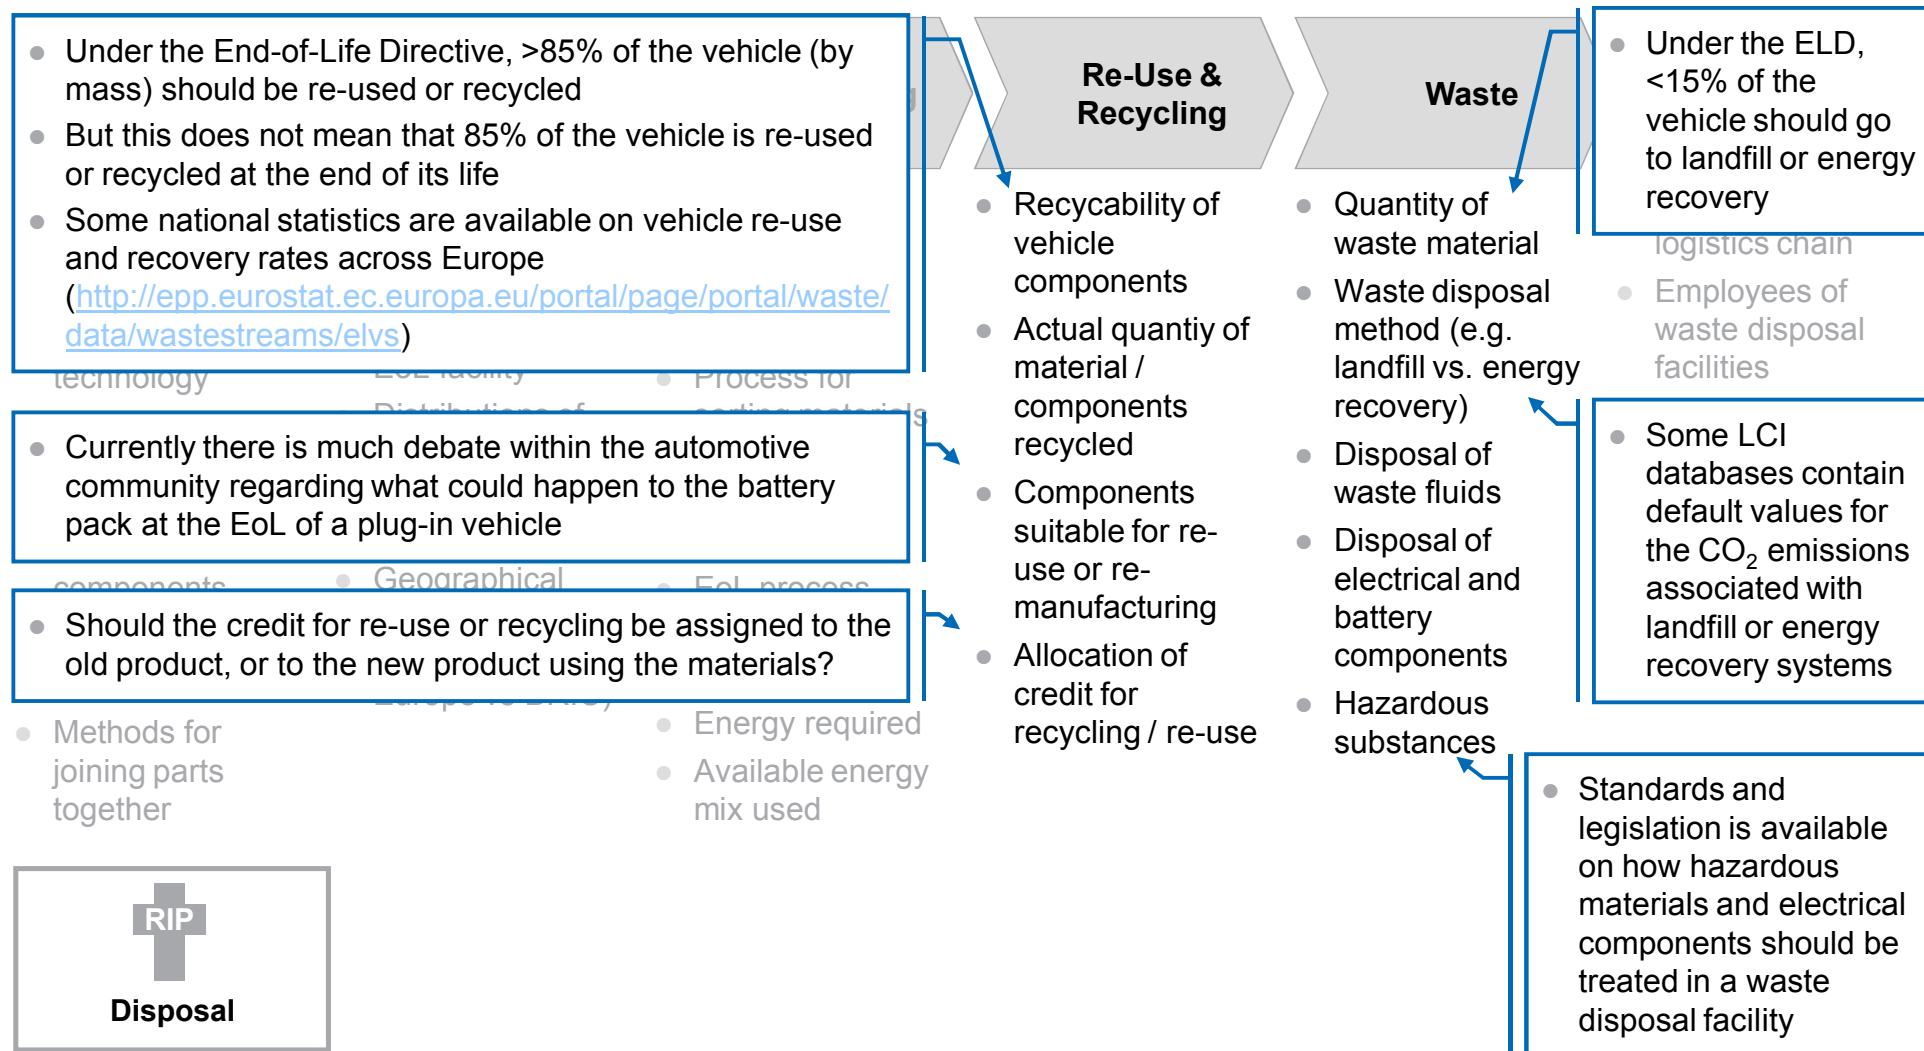 Under the End-of-Life Directive, >85% of the vehicle (by
mass) should be re-used or recycled
But this does not mean that 85% of the vehicle is re-used
or recycled at the end of its life
Some national statistics are available on vehicle re-use
and recovery rates across Europe
(http://epp.eurostat.ec.europa.eu/portal/page/portal/waste/
data/wastestreams/elvs)
technology
EoL facility
Process for
Distributions of
sorting materials
Currently there is much debate within the automotive
community regarding what could happen to the battery
pack at the EoL of a plug-in vehicle
components
Geographical
EoL process
Should the credit for re-use or recycling be assigned to the
old product, or to the new product using the materials?
Methods for
joining parts
together
Energy required
Available energy
mix used
Re-Use &
Recycling
Recycability of
vehicle
components
Actual quantiy of
material /
components
recycled
Components
suitable for re-
use or re-
manufacturing
Allocation of
credit for
recycling / re-use
Waste
Quantity of
waste material
Waste disposal
method (e.g.
landfill vs. energy
recovery)
Disposal of
waste fluids
Disposal of
electrical and
battery
components
Hazardous
substances
Under the ELD,
<15% of the
vehicle should go
to landfill or energy
recovery
logistics chain
Employees of
waste disposal
facilities
Some LCI
databases contain
default values for
the CO₂ emissions
associated with
landfill or energy
recovery systems
Standards and
legislation is available
on how hazardous
materials and electrical
components should be
treated in a waste
disposal facility
RIP
Disposal